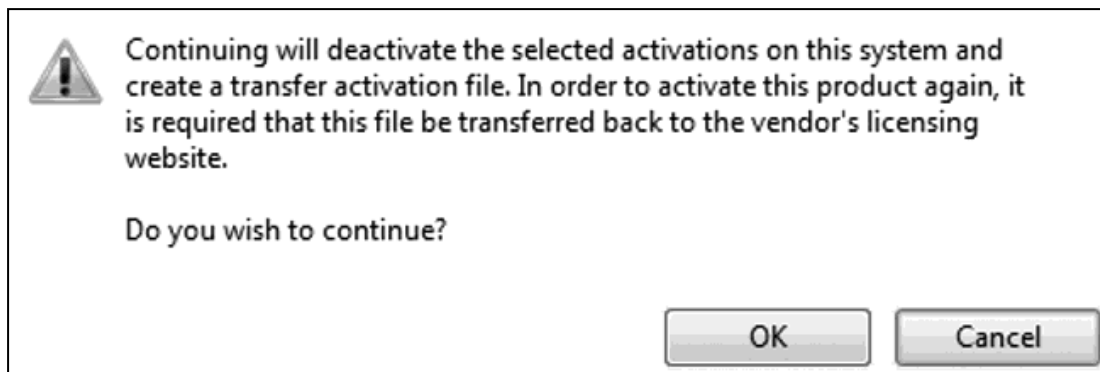 Continuing will deactivate the selected activations on this system and
create a transfer activation file. In order to activate this product again, it
is required that this file be transferred back to the vendor's licensing
website.
Do you wish to continue?
OK
Cancel